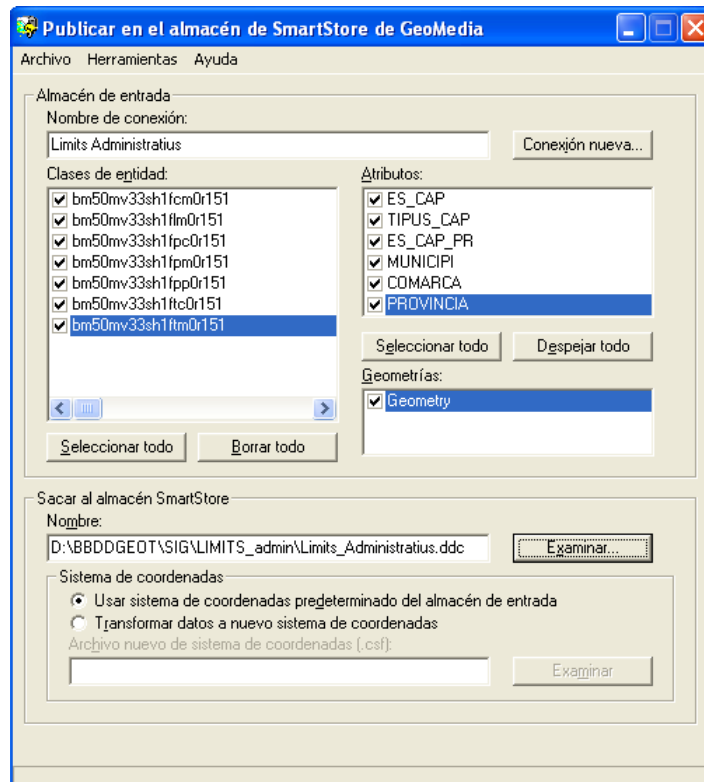 Publicar en el almacén de SmartStore de GeoMedia
Archivo Herramientas Ayuda
Almacén de entrada
Nombre de conexión:
Limits Administratius
Conexión nueva...
Clases de entidad:
bm50mv33sh1fcm0r151
bm50mv33sh1flm0r151
bm50mv33sh1fpc0r151
bm50mv33sh1fpm0r151
bm50mv33sh1fpp0r151
bm50mv33sh1ftc0r151
bm50mv33sh1ftm0r151
Seleccionar todo
Borrar todo
Atributos:
ES_CAP
TIPUS_CAP
ES_CAP_PR
MUNICIPI
COMARCA
PROVINCIA
Seleccionar todo
Despejar todo
Geometrías:
Geometry
Sacar al almacén SmartStore
Nombre:
D:\BBDDGEOT\SIG\LIMITS_admin\Limits_Administratius.ddc
Examinar...
Sistema de coordenadas
Usar sistema de coordenadas predeterminado del almacén de entrada
Transformar datos a nuevo sistema de coordenadas
Archivo nuevo de sistema de coordenadas (.csf):
Examinar